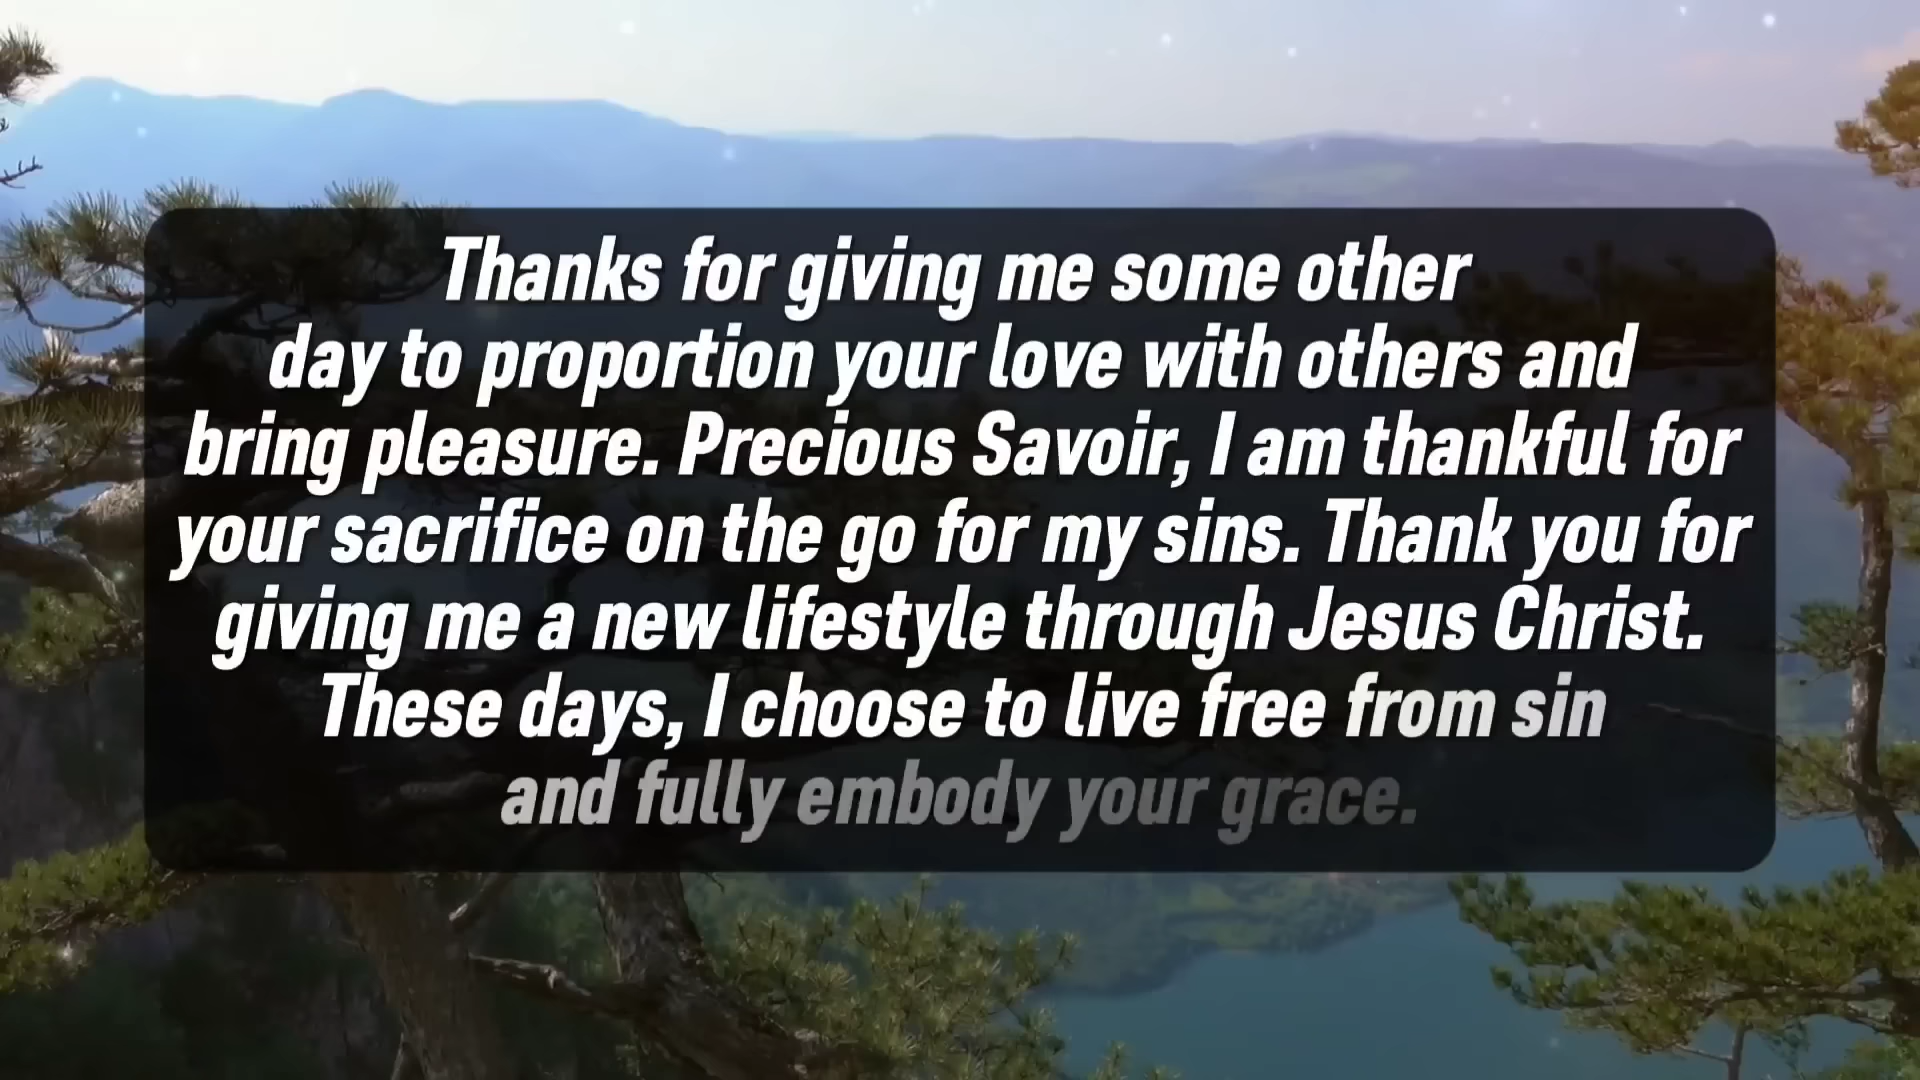 Thanks for giving me some other
day to proportion your love with others and
bring pleasure. Precious Savoir, I am thankful for
your sacrifice on the go for my sins. Thank you for
giving me a new lifestyle through Jesus Christ.
These days, I choose to live free from sin
and fully embody your grace.